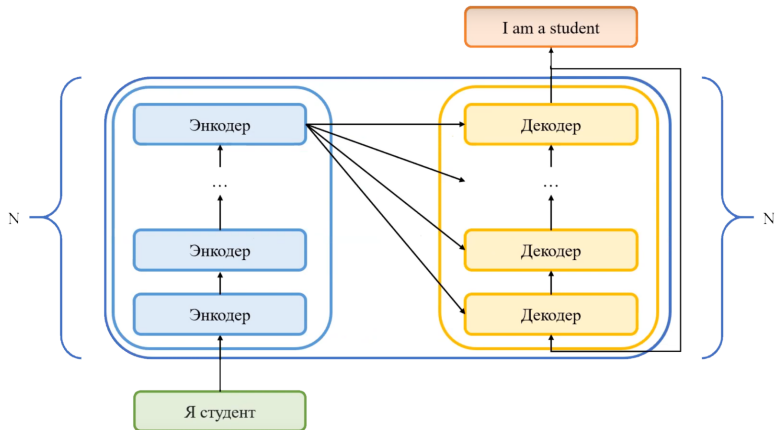 I am a student
Энкодер
Декодер
...
...
N
N
Энкодер
Декодер
Энкодер
Декодер
Я студент